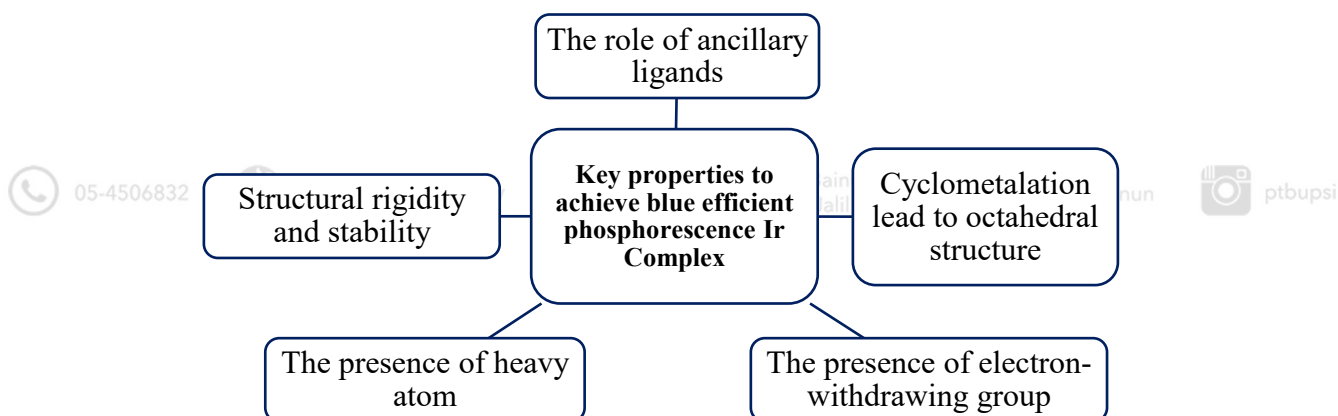 The role of ancillary
ligands
05-4506832
Structural rigidity
and stability
Key properties to
achieve blue efficient
phosphorescence Ir
Complex
Cyclometalation
lead to octahedral
structure
ptbupsi
The presence of heavy
atom
The presence of electron-
withdrawing group